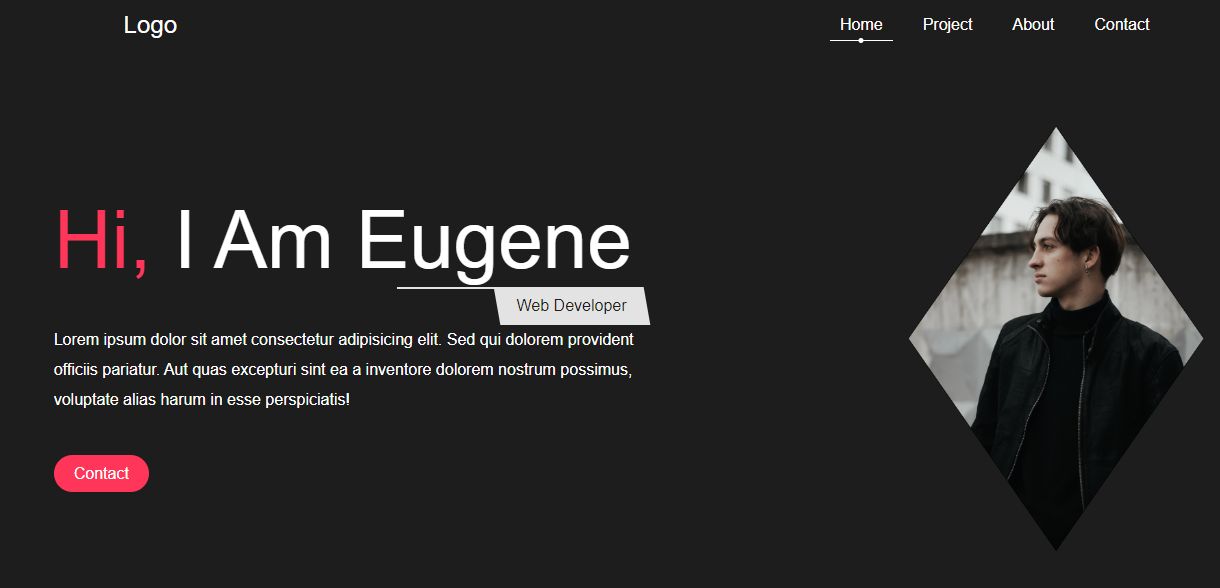 Logo
Home Project About Contact
Hi, I Am Eugene
Web Developer
Lorem ipsum dolor sit amet consectetur adipisicing elit. Sed qui dolorem provident
officiis pariatur. Aut quas excepturi sint ea a inventore dolorem nostrum possimus,
voluptate alias harum in esse perspiciatis!
Contact